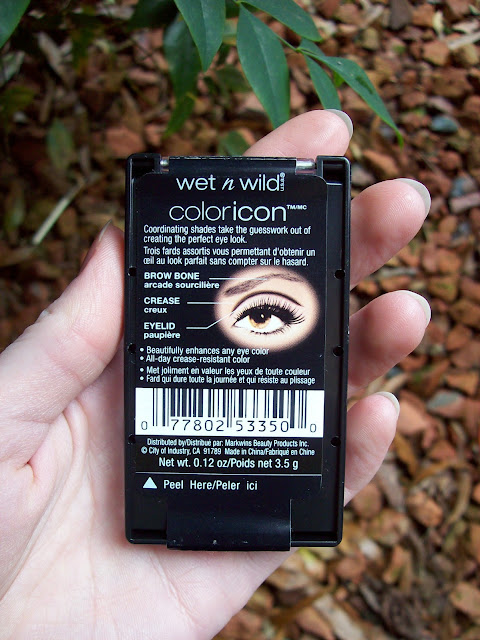 wet n wild
coloricon™/MC
Coordinating shades take the guesswork out of
creating the perfect eye look.
Trois fards assortis vous permettant d'obtenir un
œil au look parfait sans compter sur le hasard.
BROW BONE
arcade sourcilière
CREASE
creux
EYELID
paupière
• Beautifully enhances any eye color
• All-day crease-resistant color
• Met joliment en valeur les yeux de toute couleur
• Fard qui dure toute la journée et qui résiste au plissage
0 77802 53350 0
Distributed by/Distribué par: Markwins Beauty Products Inc.
© City of Industry, CA 91789 Made in China/Fabriqué en Chine
Net wt. 0.12 oz/Poids net 3.5 g
Peel Here/Peler ici